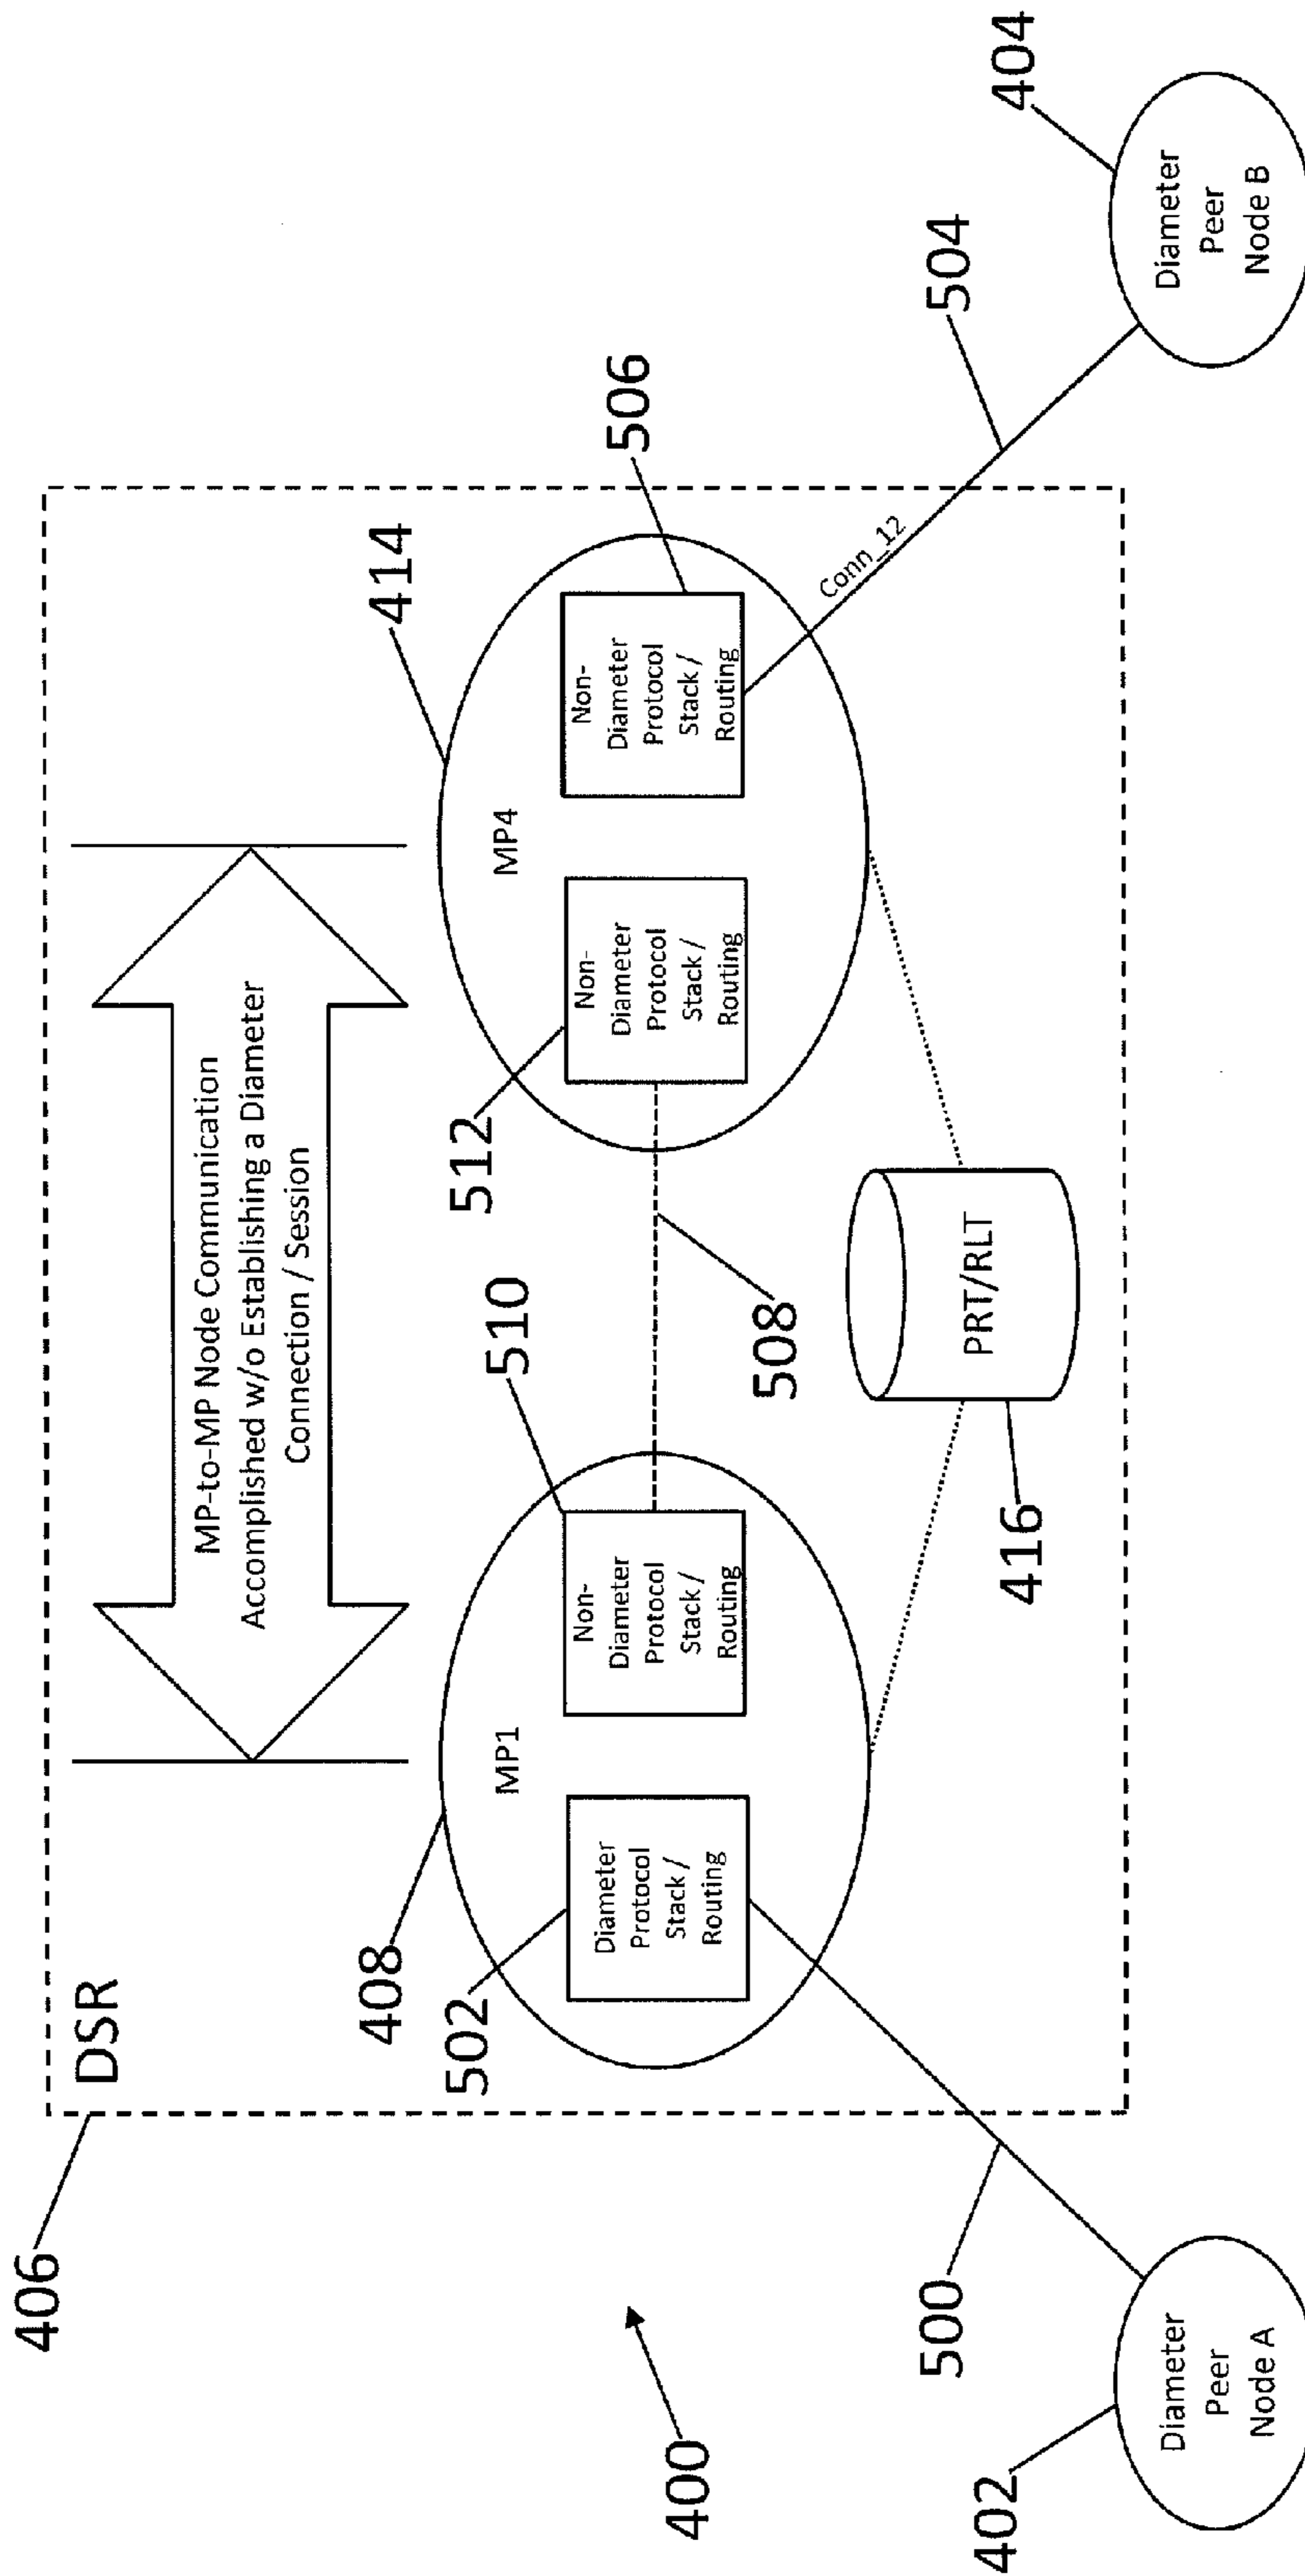 406
DSR
MP-to-MP Node Communication
Accomplished w/o Establishing a Diameter
Connection / Session
408
414
MP1
MP4
502
Diameter
Protocol
Stack /
Routing
510
Non-
Diameter
Protocol
Stack /
Routing
512
Non-
Diameter
Protocol
Stack /
Routing
506
Non-
Diameter
Protocol
Stack /
Routing
508
400
416
PRT/RLT
Conn_12
500
504
402
Diameter
Peer
Node A
404
Diameter
Peer
Node B